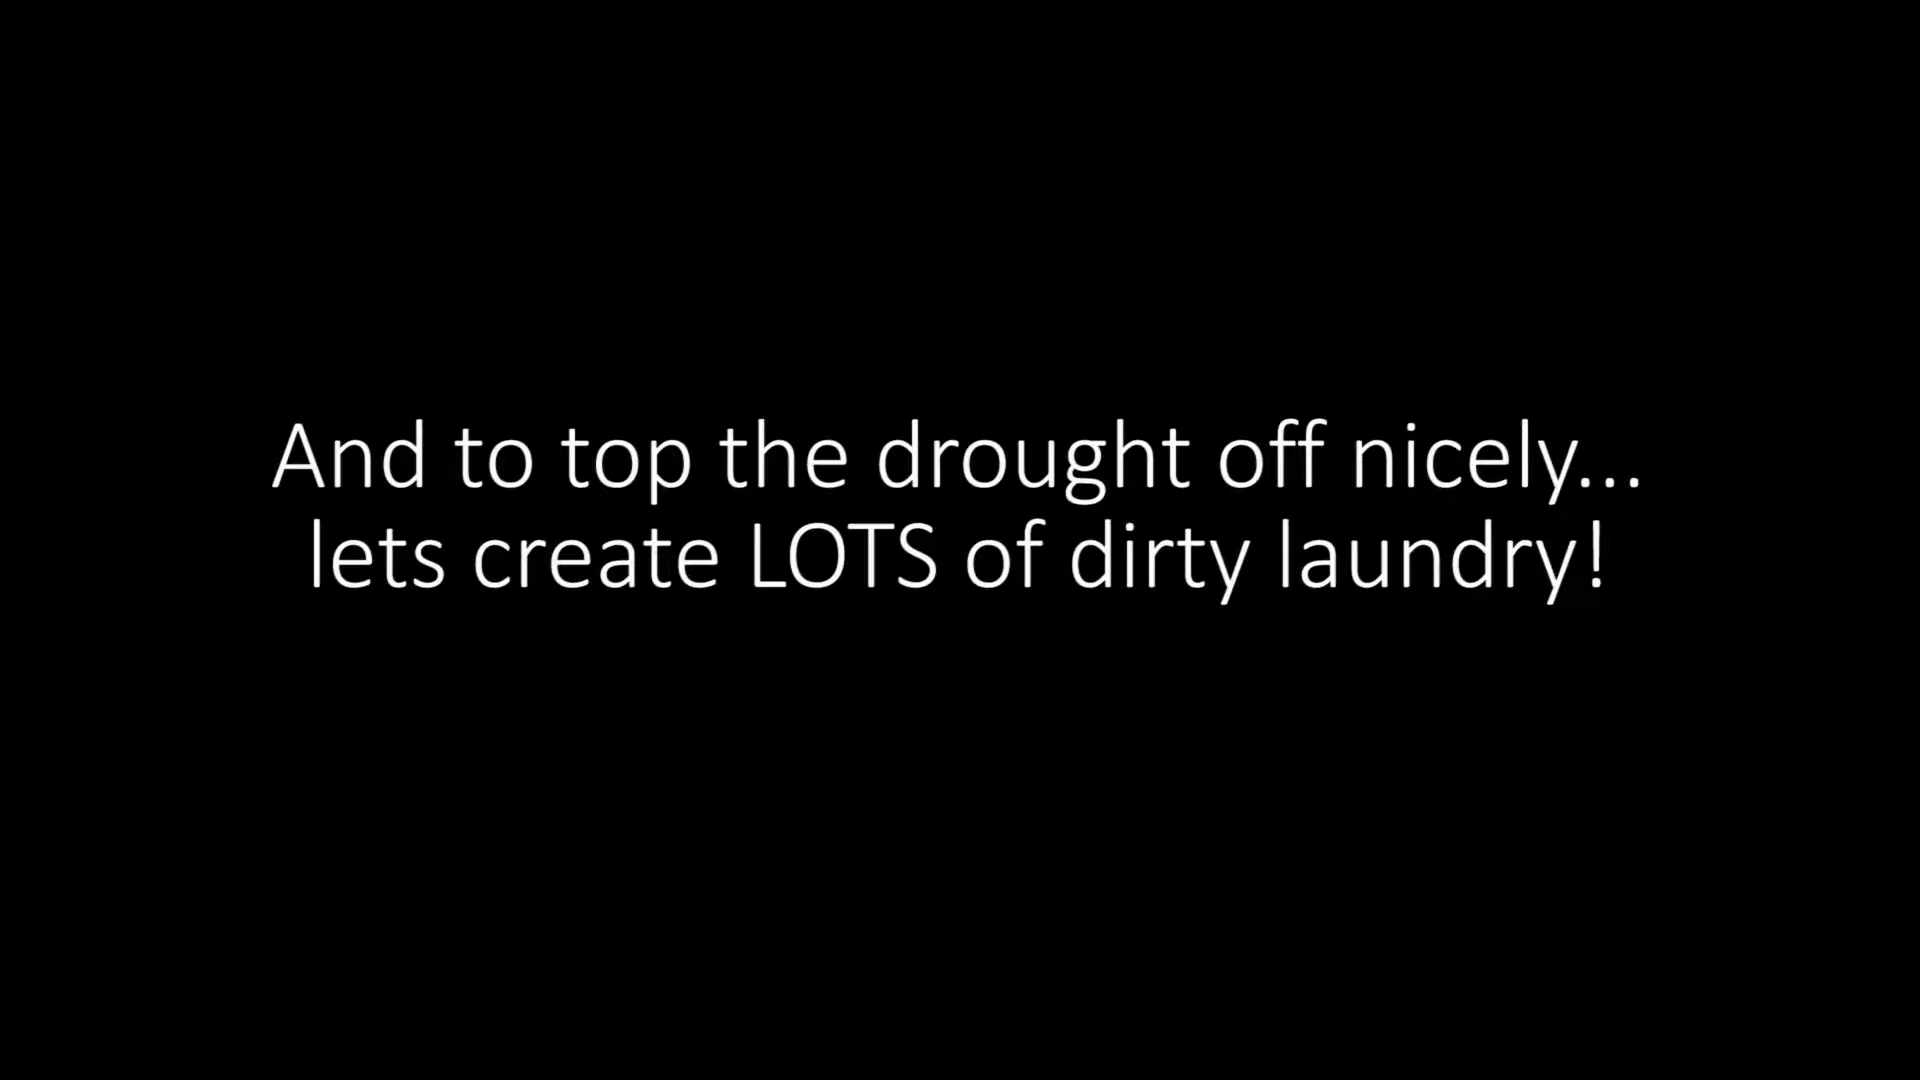 And to top the drought off nicely...
lets create LOTS of dirty laundry!